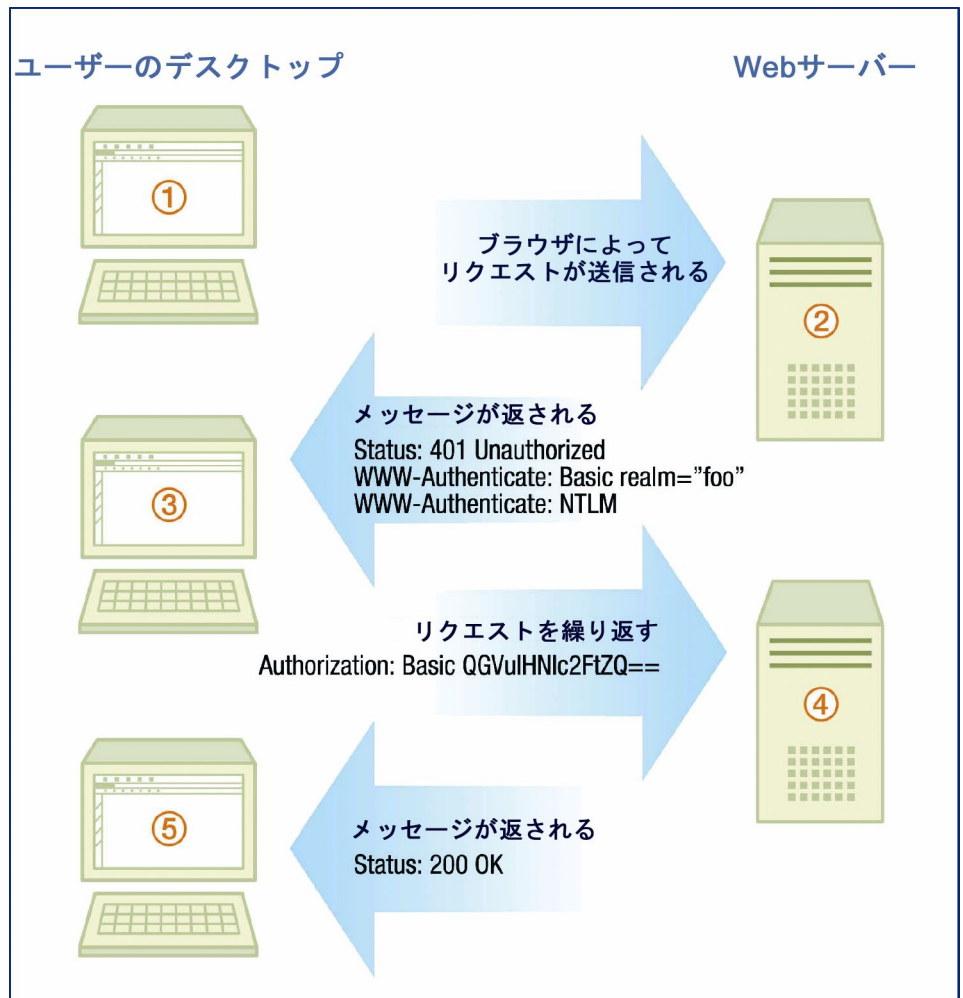 ユーザーのデスクトップ
Webサーバー
①
ブラウザによって
リクエストが送信される
②
メッセージが返される
Status: 401 Unauthorized
WWW-Authenticate: Basic realm=”foo”
WWW-Authenticate: NTLM
③
リクエストを繰り返す
Authorization: Basic QGVuIHNIc2FtZQ==
④
メッセージが返される
Status: 200 OK
⑤